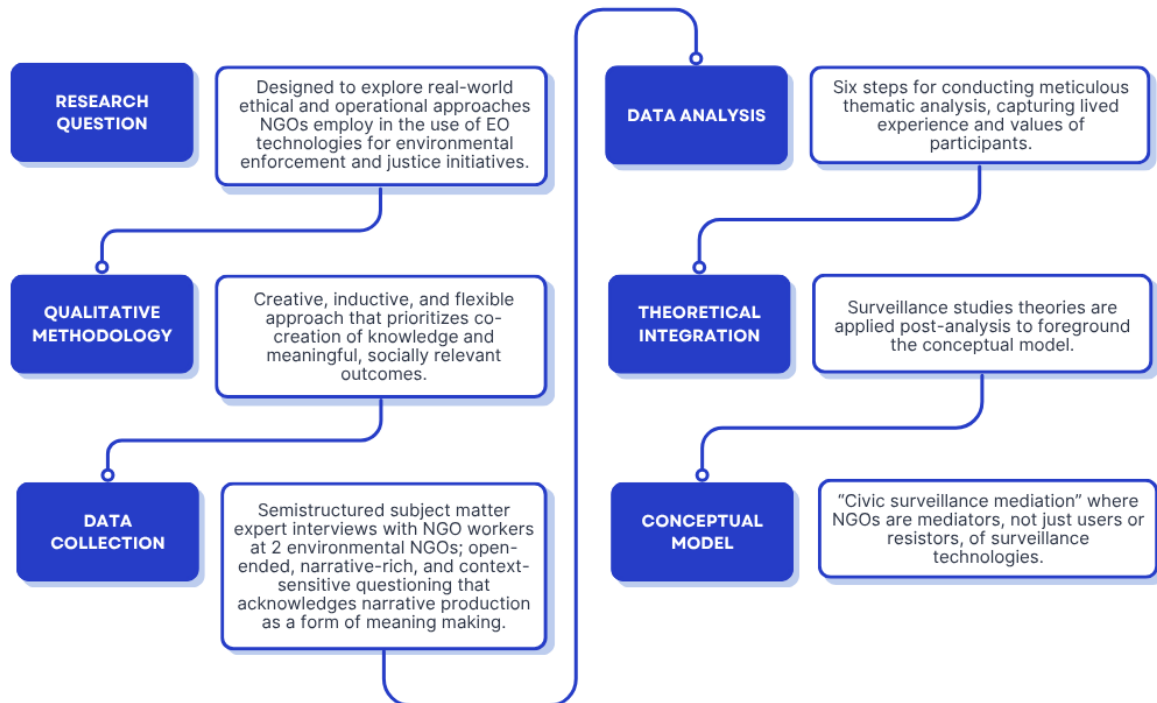 RESEARCH
QUESTION
Designed to explore real-world
ethical and operational approaches
NGOs employ in the use of EO
technologies for environmental
enforcement and justice initiatives.
QUALITATIVE
METHODOLOGY
Creative, inductive, and flexible
approach that prioritizes co-
creation of knowledge and
meaningful, socially relevant
outcomes.
DATA
COLLECTION
Semistructured subject matter
expert interviews with NGO workers
at 2 environmental NGOs; open-
ended, narrative-rich, and context-
sensitive questioning that
acknowledges narrative production
as a form of meaning making.
DATA ANALYSIS
Six steps for conducting meticulous
thematic analysis, capturing lived
experience and values of
participants.
THEORETICAL
INTEGRATION
Surveillance studies theories are
applied post-analysis to foreground
the conceptual model.
CONCEPTUAL
MODEL
"Civic surveillance mediation" where
NGOs are mediators, not just users or
resistors, of surveillance
technologies.